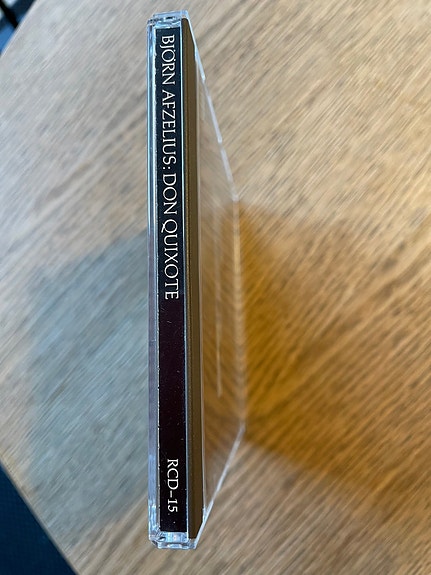 BJÖRN AFZELIUS: DON QUIXOTE
RCD–15